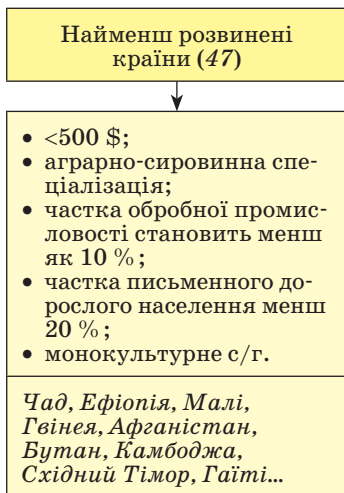 Найменш розвинені
країни (47)
• <500 $;
• аграрно-сировинна спе-
ціалізація;
• частка обробної промис-
ловості становить менш
як 10 %;
• частка письменного до-
рослого населення менш
20 %;
• монокультурне с/г.
Чад, Ефіопія, Малі,
Гвінея, Афганістан,
Бутан, Камбоджа,
Східний Тімор, Гаїті...